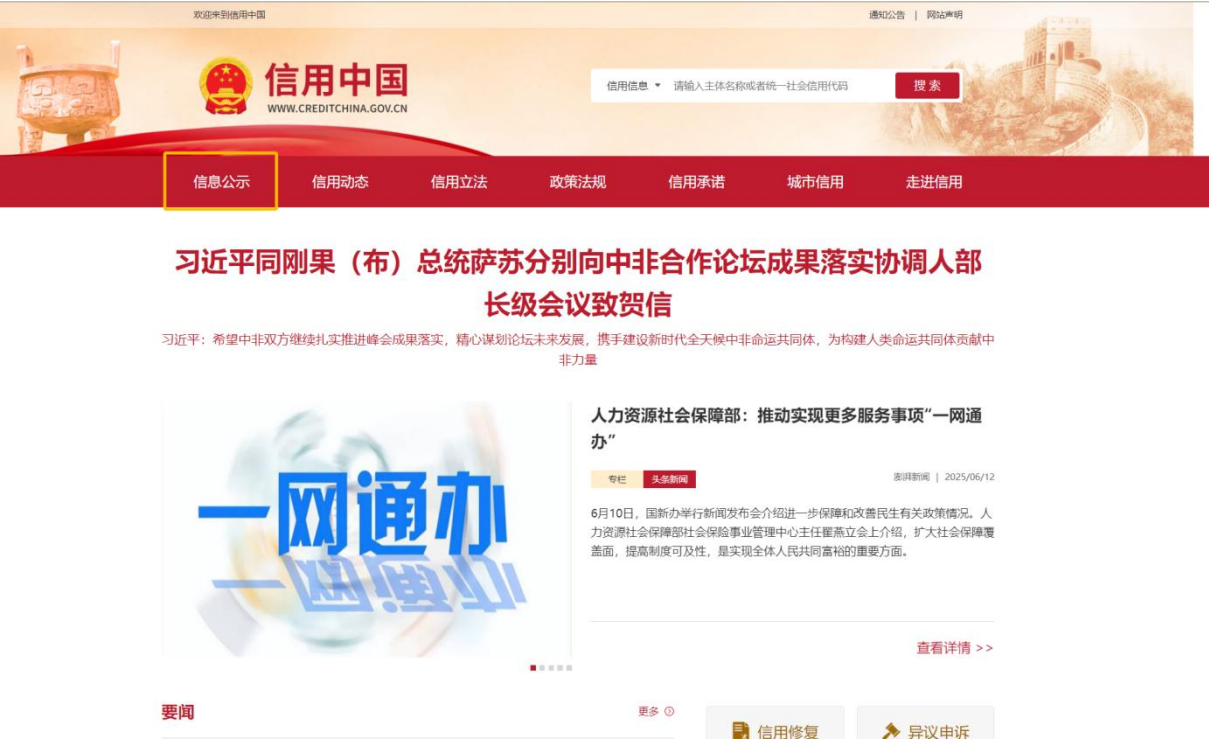 欢迎来到信用中国
通知公告 | 网站声明
信用中国
WWW.CREDITCHINA.GOV.CN
信用信息 请输入主体名称或者统一社会信用代码 搜索
信息公示 信用动态 信用立法 政策法规 信用承诺 城市信用 走进信用
习近平同刚果（布）总统萨苏分别向中非合作论坛成果落实协调人部
长级会议致贺信
习近平：希望中非双方继续扎实推进峰会成果落实，精心谋划论坛未来发展，携手建设新时代全天候中非命运共同体，为构建人类命运共同体贡献中
非力量
一网通办
人力资源社会保障部：推动实现更多服务事项“一网通
办”
专栏 头条新闻 澎湃新闻 | 2025/06/12
6月10日，国新办举行新闻发布会介绍进一步保障和改善民生有关政策情况。人
力资源社会保障部社会保险事业管理中心主任翟燕立会上介绍，扩大社会保障覆
盖面，提高制度可及性，是实现全体人民共同富裕的重要方面。
查看详情 >>
要闻 更多
信用修复 异议申诉